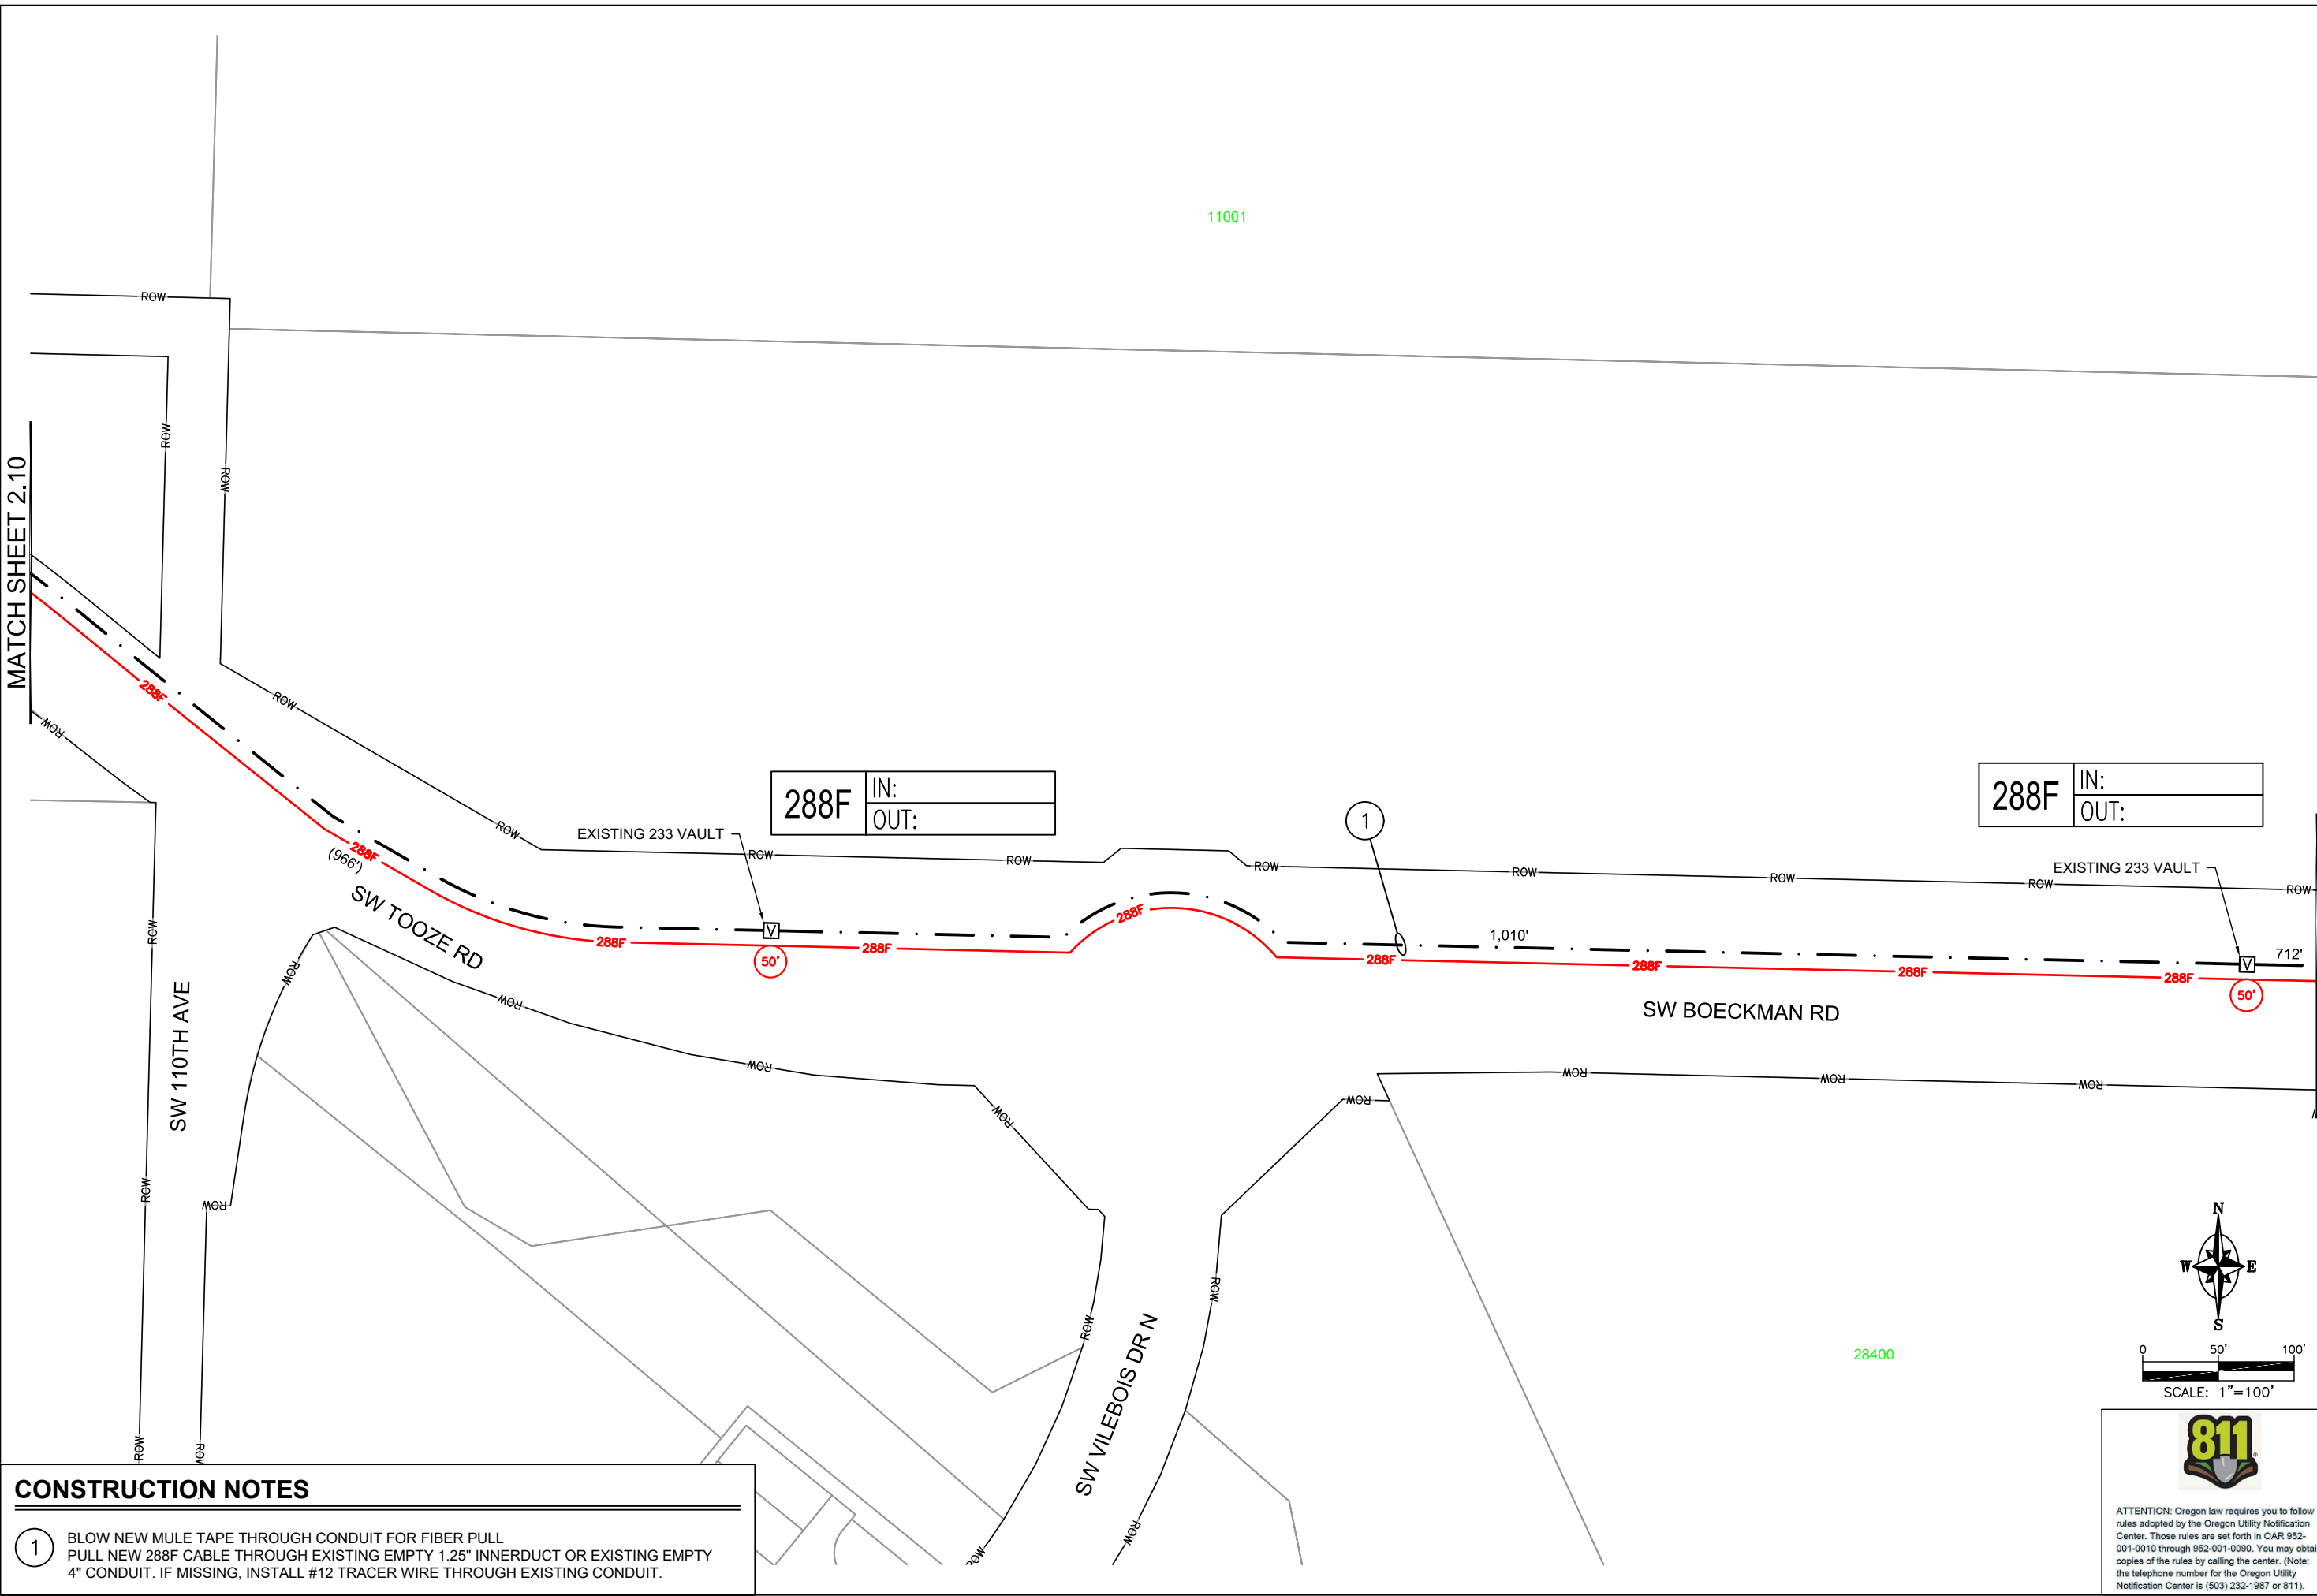 11001
ROW
ROW
ROW
MATCH SHEET 2.10
288F
ROW
ROW
288F
IN:
OUT:
288F
IN:
OUT:
1
EXISTING 233 VAULT
ROW
288F
(966')
ROW
ROW
ROW
ROW
ROW
ROW
EXISTING 233 VAULT
ROW
ROW
SW TOOZE RD
288F
V
50'
288F
288F
288F
1,010'
288F
288F
288F
V
712'
50'
ROW
ROW
ROW
ROW
SW BOECKMAN RD
SW 110TH AVE
ROW
ROW
ROW
ROW
ROW
ROW
ROW
ROW
ROW
ROW
SW VILEBOIS DR N
28400
N
W E
S
0 50' 100'
SCALE: 1"=100'
ROW
ROW
ROW
ROW
811
ATTENTION: Oregon law requires you to follow
rules adopted by the Oregon Utility Notification
Center. Those rules are set forth in OAR 952-
001-0010 through 952-001-0090. You may obtai
copies of the rules by calling the center. (Note:
the telephone number for the Oregon Utility
Notification Center is (503) 232-1987 or 811).
CONSTRUCTION NOTES
1
BLOW NEW MULE TAPE THROUGH CONDUIT FOR FIBER PULL
PULL NEW 288F CABLE THROUGH EXISTING EMPTY 1.25" INNERDUCT OR EXISTING EMPTY
4" CONDUIT. IF MISSING, INSTALL #12 TRACER WIRE THROUGH EXISTING CONDUIT.